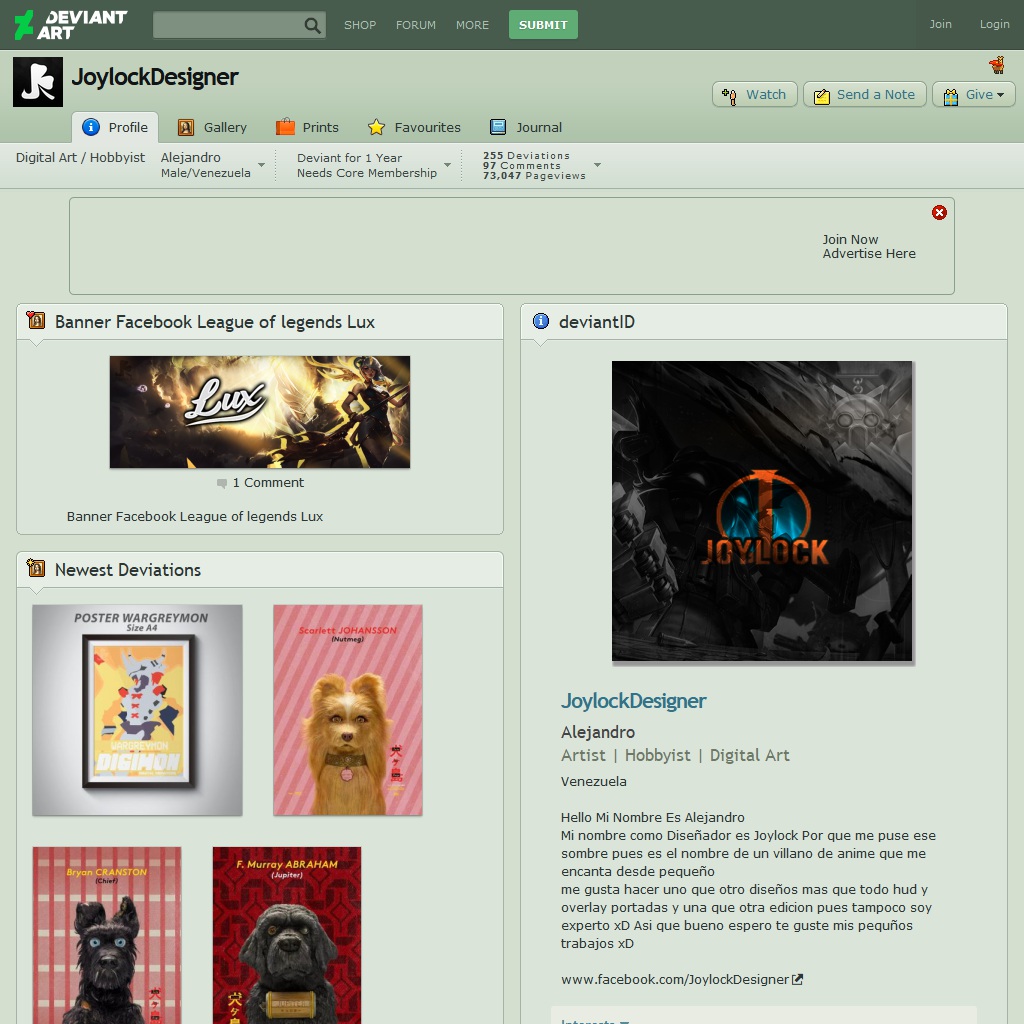 DEVIANT ART
SHOP
FORUM
MORE
SUBMIT
Join
Login
JoylockDesigner
Watch
Send a Note
Give
Profile
Gallery
Prints
Favourites
Journal
Digital Art / Hobbyist
Alejandro
Male/Venezuela
Deviant for 1 Year
Needs Core Membership
255 Deviations
97 Comments
73,047 Pageviews
Join Now
Advertise Here
Banner Facebook League of legends Lux
Lux
1 Comment
Banner Facebook League of legends Lux
Newest Deviations
POSTER WARGREYMON
Size A4
WARGREYMON
DIGIMON
Scarlett JOHANSSON
(Nutmeg)
Bryan CRANSTON
(Chief)
F. Murray ABRAHAM
(Jupiter)
JUPITER
deviantID
JOYLOCK
JoylockDesigner
Alejandro
Artist | Hobbyist | Digital Art
Venezuela
Hello Mi Nombre Es Alejandro
Mi nombre como Diseñador es Joylock Por que me puse ese
sombre pues es el nombre de un villano de anime que me
encanta desde pequeño
me gusta hacer uno que otro diseños mas que todo hud y
overlay portadas y una que otra edicion pues tampoco soy
experto xD Asi que bueno espero te guste mis pequños
trabajos xD
www.facebook.com/JoylockDesigner
Interests